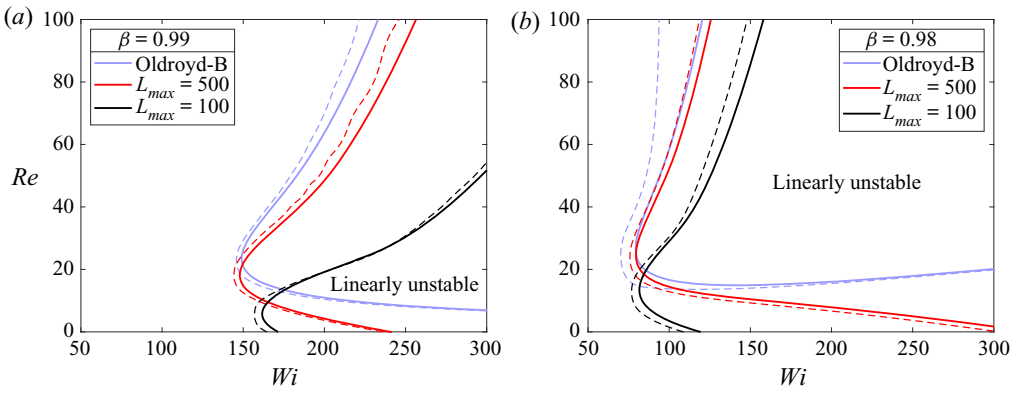 (a)
β = 0.99
Oldroyd-B
L_max = 500
L_max = 100
Linearly unstable
Re
100
80
60
40
20
0
50 100 150 200 250 300
Wi
(b)
β = 0.98
Oldroyd-B
L_max = 500
L_max = 100
Linearly unstable
100
80
60
40
20
0
50 100 150 200 250 300
Wi